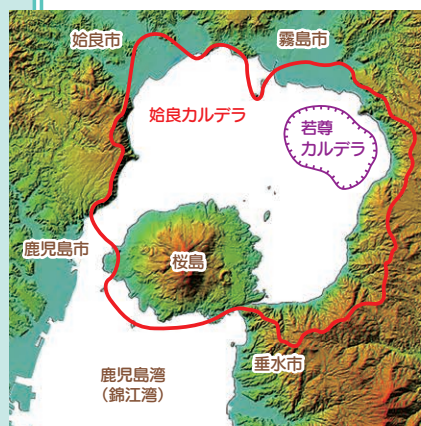 姶良市
霧島市
姶良カルデラ
若尊
カルデラ
鹿児島市
桜島
垂水市
鹿児島湾
（錦江湾）